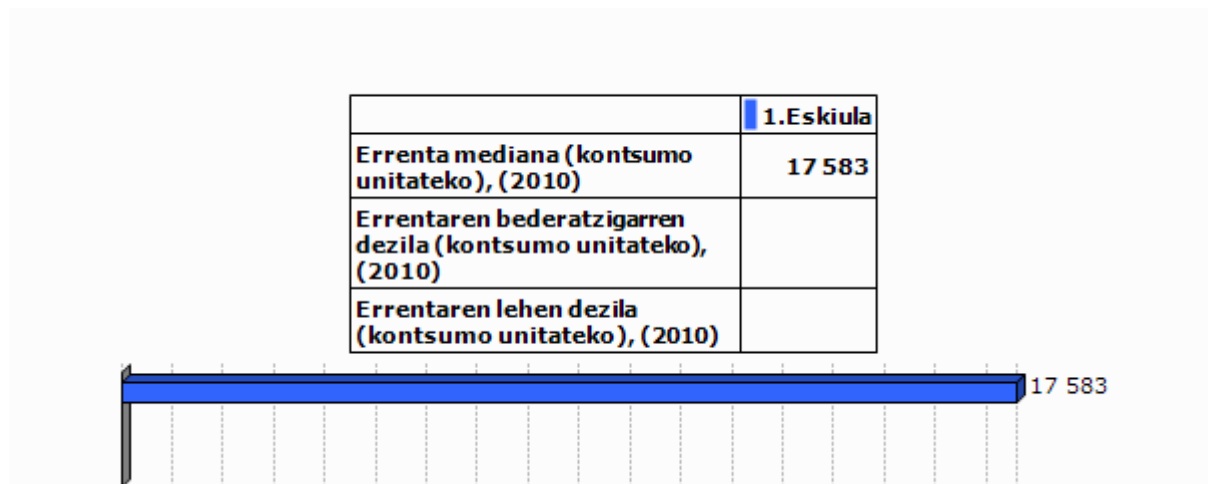 1.Eskiula
Errenta mediana (kontsumo
unitateko), (2010)
17 583
Errentaren bederatzigarren
dezila (kontsumo unitateko),
(2010)
Errentaren lehen dezila
(kontsumo unitateko), (2010)
17 583